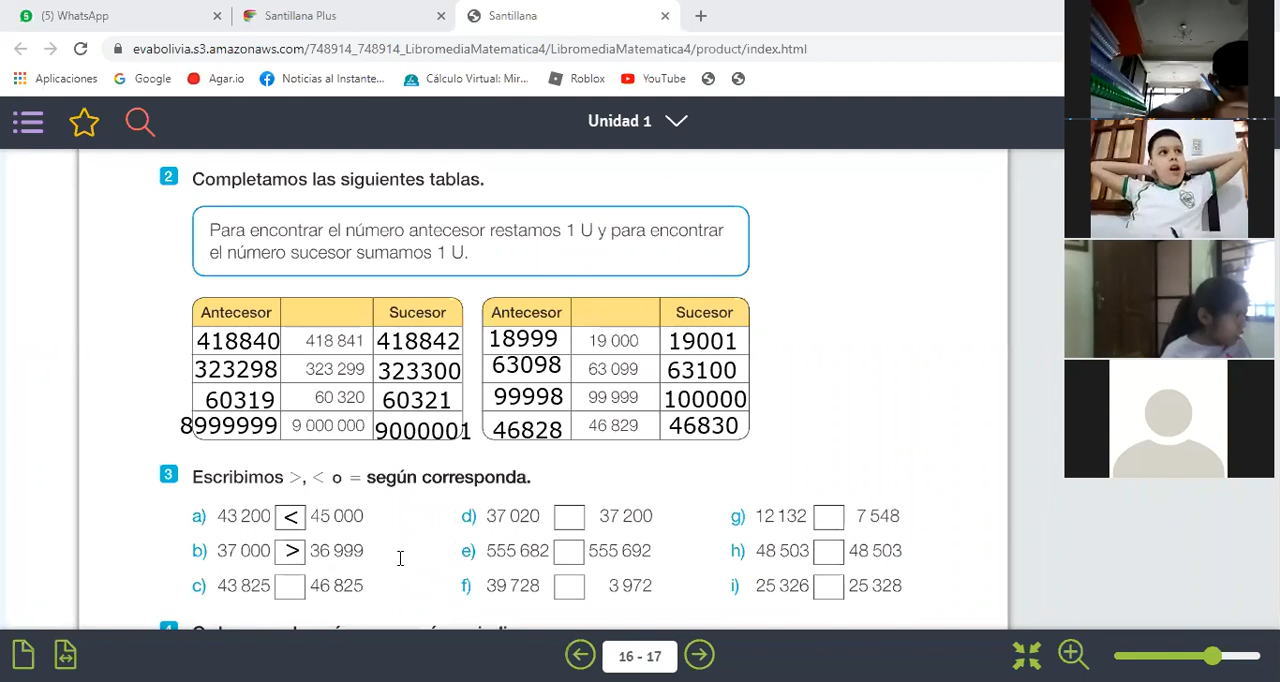 (5) WhatsApp
Santillana Plus
Santillana
evabolivia.s3.amazonaws.com/748914_748914_LibromediaMatematica4/LibromediaMatematica4/product/index.html
Aplicaciones Google Agar.io Noticias al Instante... Cálculo Virtual: Mir... Roblox YouTube
Unidad 1
2 Completamos las siguientes tablas.
Para encontrar el número antecesor restamos 1 U y para encontrar
el número sucesor sumamos 1 U.
Antecesor Sucesor
418840 418 841 418842
323298 323 299 323300
60319 60 320 60321
8999999 9 000 000 9000001
Antecesor Sucesor
18999 19 000 19001
63098 63 099 63100
99998 99 999 100000
46828 46 829 46830
3 Escribimos >, < o = según corresponda.
a) 43 200 < 45 000
b) 37 000 > 36 999
c) 43 825 46 825
d) 37 020 37 200
e) 555 682 555 692
f) 39 728 3 972
g) 12 132 7 548
h) 48 503 48 503
i) 25 326 25 328
16 - 17